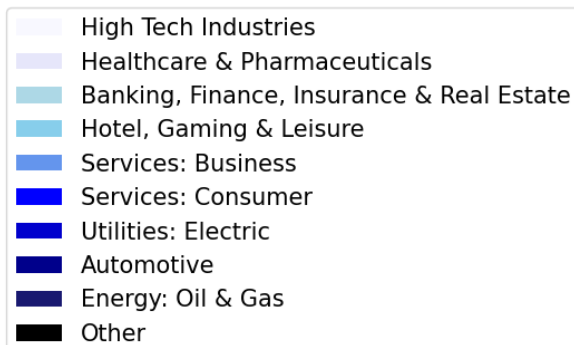 High Tech Industries
Healthcare & Pharmaceuticals
Banking, Finance, Insurance & Real Estate
Hotel, Gaming & Leisure
Services: Business
Services: Consumer
Utilities: Electric
Automotive
Energy: Oil & Gas
Other